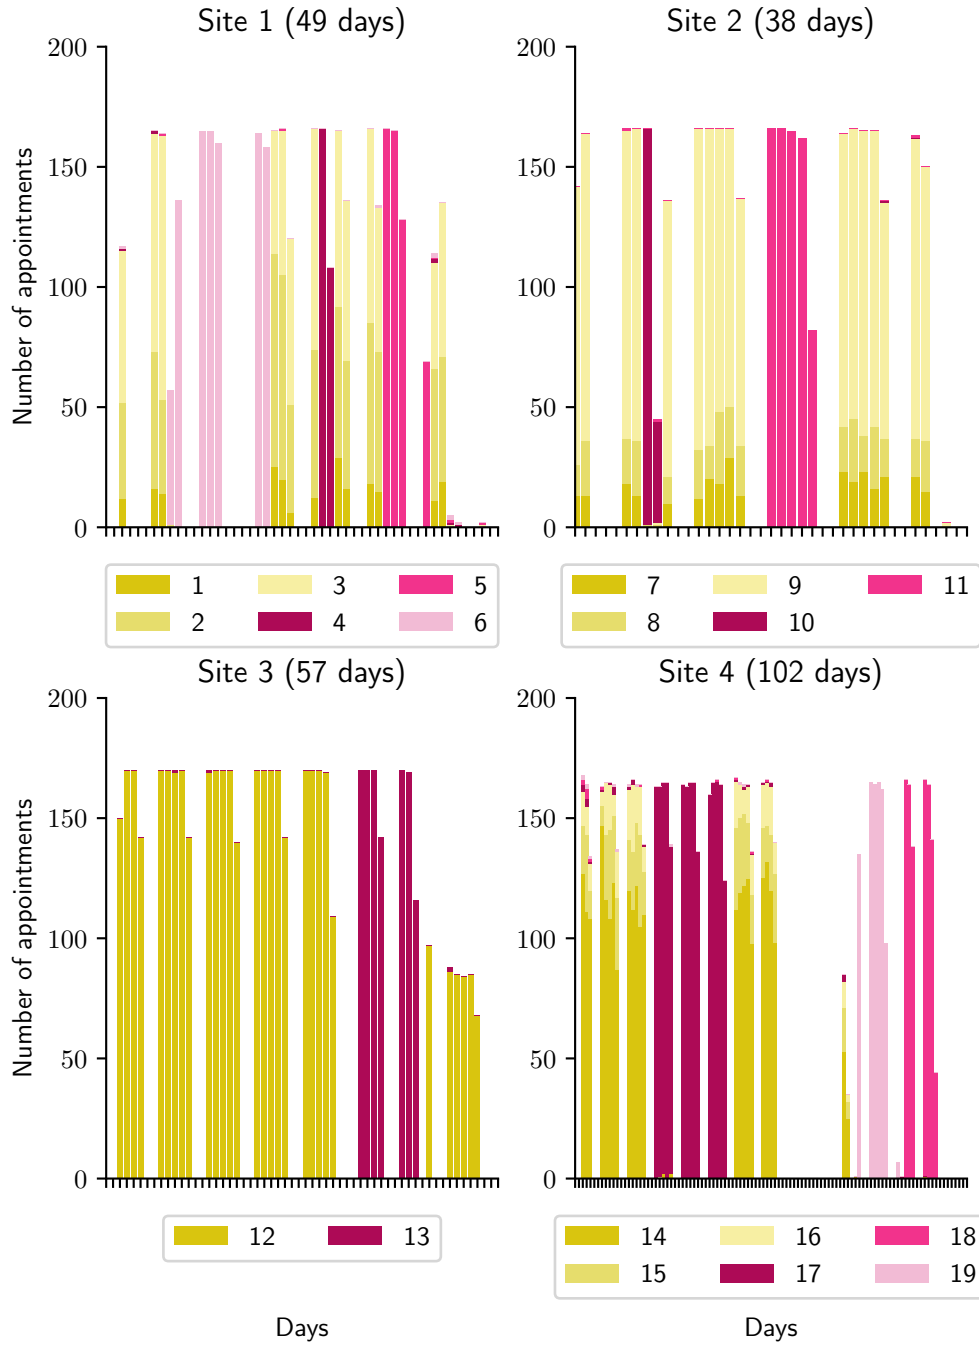 Site 1 (49 days)
Number of appointments
200
150
100
50
0
1 3 5
2 4 6
Site 2 (38 days)
200
150
100
50
0
7 9 11
8 10
Site 3 (57 days)
Number of appointments
200
150
100
50
0
12 13
Days
Site 4 (102 days)
200
150
100
50
0
14 16 18
15 17 19
Days